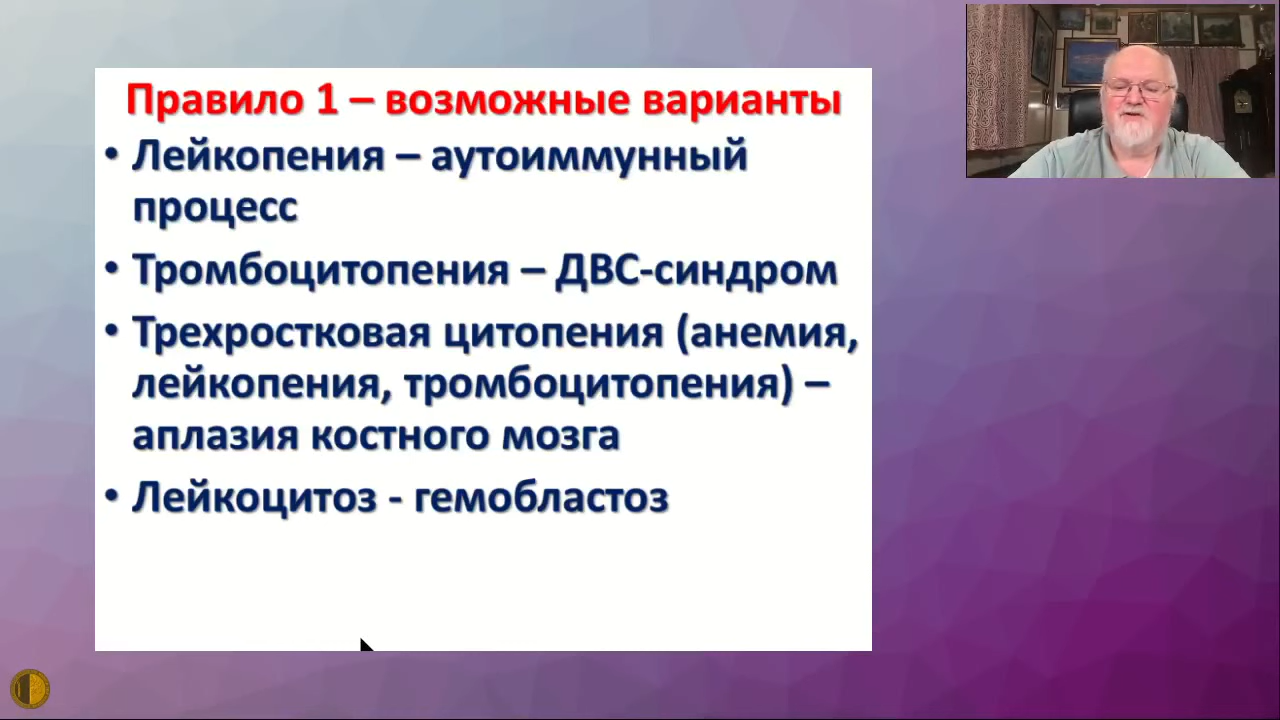 Правило 1 – возможные варианты
• Лейкопения – аутоиммунный
процесс
• Тромбоцитопения – ДВС-синдром
• Трехростковая цитопения (анемия,
лейкопения, тромбоцитопения) –
аплазия костного мозга
• Лейкоцитоз - гемобластоз